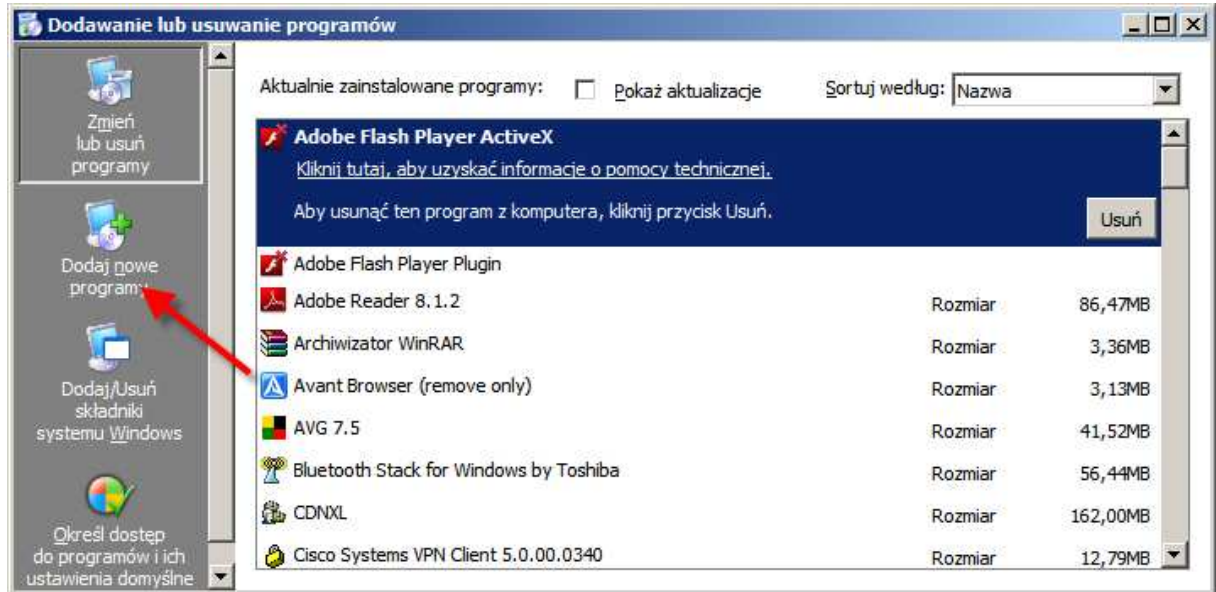 Dodawanie lub usuwanie programów
Zmień
lub usuń
programy
Dodaj nowe
programy
Dodaj/Usuń
składniki
systemu Windows
Określ dostęp
do programów i ich
ustawienia domyślne
Aktualnie zainstalowane programy: Pokaż aktualizacje Sortuj według: Nazwa
Adobe Flash Player ActiveX
Kliknij tutaj, aby uzyskać informacje o pomocy technicznej.
Aby usunąć ten program z komputera, kliknij przycisk Usuń. Usuń
Adobe Flash Player Plugin
Adobe Reader 8.1.2 Rozmiar 86,47MB
Archiwizator WinRAR Rozmiar 3,36MB
Avant Browser (remove only) Rozmiar 3,13MB
AVG 7.5 Rozmiar 41,52MB
Bluetooth Stack for Windows by Toshiba Rozmiar 56,44MB
CDNXL Rozmiar 162,00MB
Cisco Systems VPN Client 5.0.00.0340 Rozmiar 12,79MB